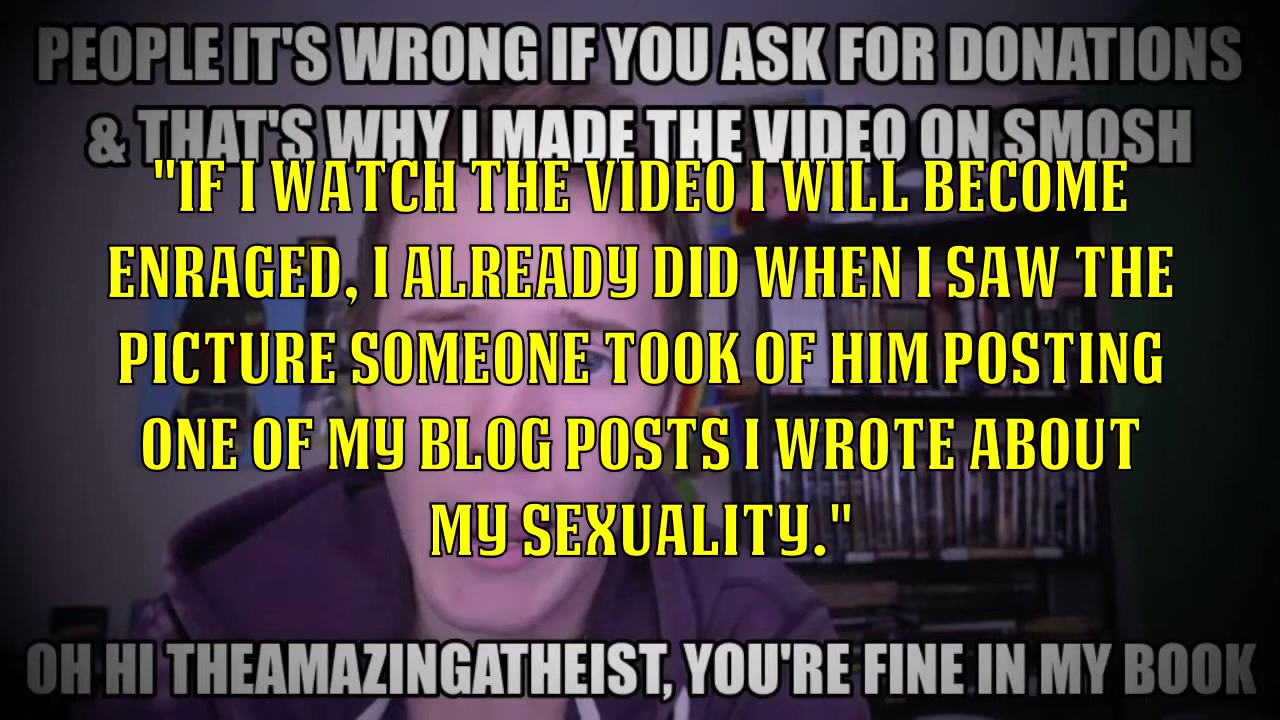 PEOPLE IT'S WRONG IF YOU ASK FOR DONATIONS
& THAT'S WHY I MADE THE VIDEO ON SMOSH
"IF I WATCH THE VIDEO I WILL BECOME
ENRAGED, I ALREADY DID WHEN I SAW THE
PICTURE SOMEONE TOOK OF HIM POSTING
ONE OF MY BLOG POSTS I WROTE ABOUT
MY SEXUALITY."
OH HI THEAMAZINGATHEIST, YOU'RE FINE IN MY BOOK